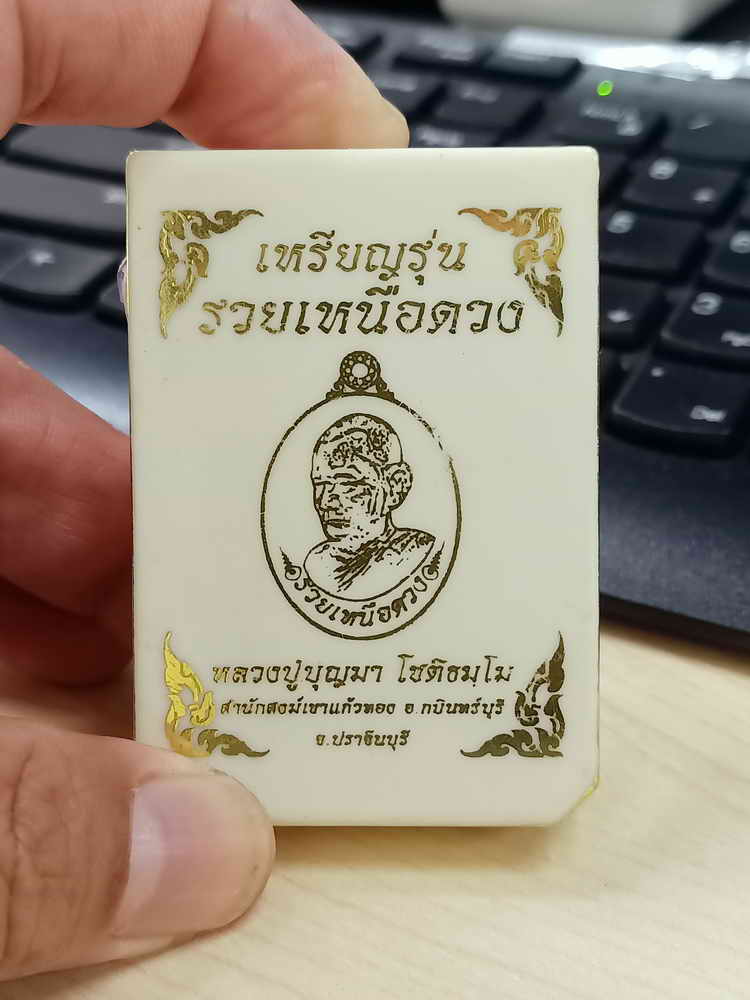 เหรียญรุ่น
รวยเหนือดวง
รวยเหนือดวง
หลวงปู่บุญมา โชติธมฺโม
สำนักสงฆ์เขาแก้วทอง อ.กบินทร์บุรี
จ.ปราจีนบุรี